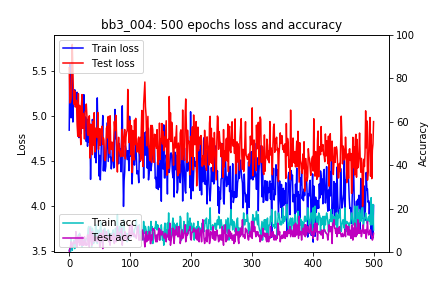 bb3_004: 500 epochs loss and accuracy
Train loss
Test loss
Train acc
Test acc
Loss
5.5
5.0
4.5
4.0
3.5
Accuracy
100
80
60
40
20
0
0
100
200
300
400
500